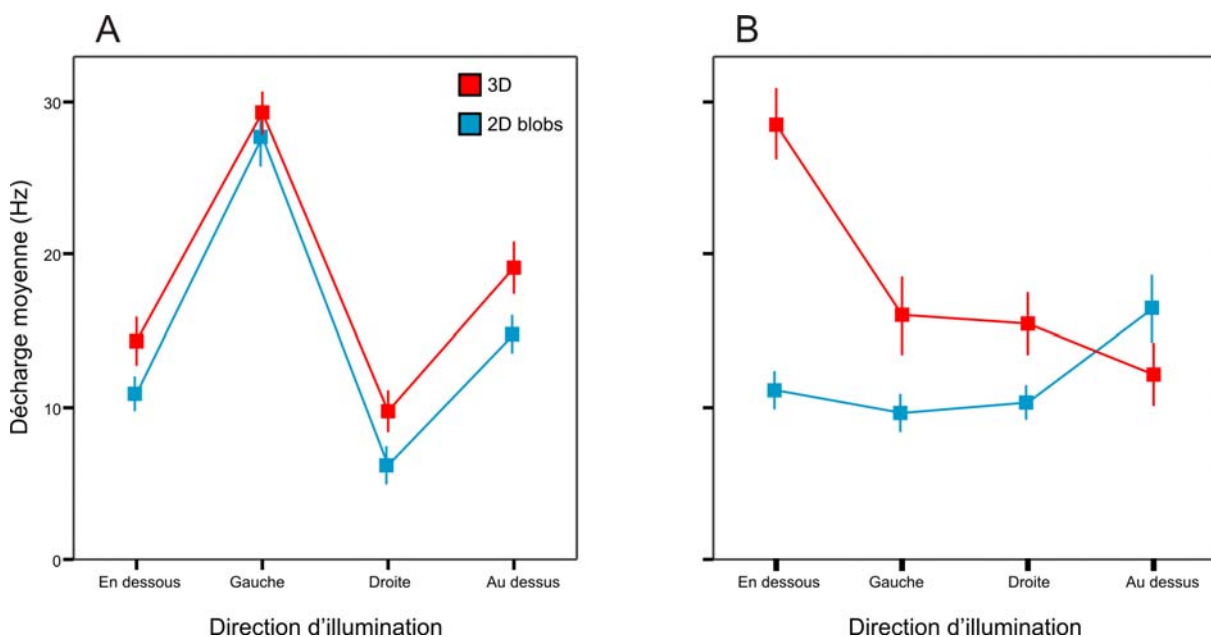 A
B
3D
2D blobs
Décharge moyenne (Hz)
30
20
10
0
En dessous
Gauche
Droite
Au dessus
Direction d'illumination
En dessous
Gauche
Droite
Au dessus
Direction d'illumination